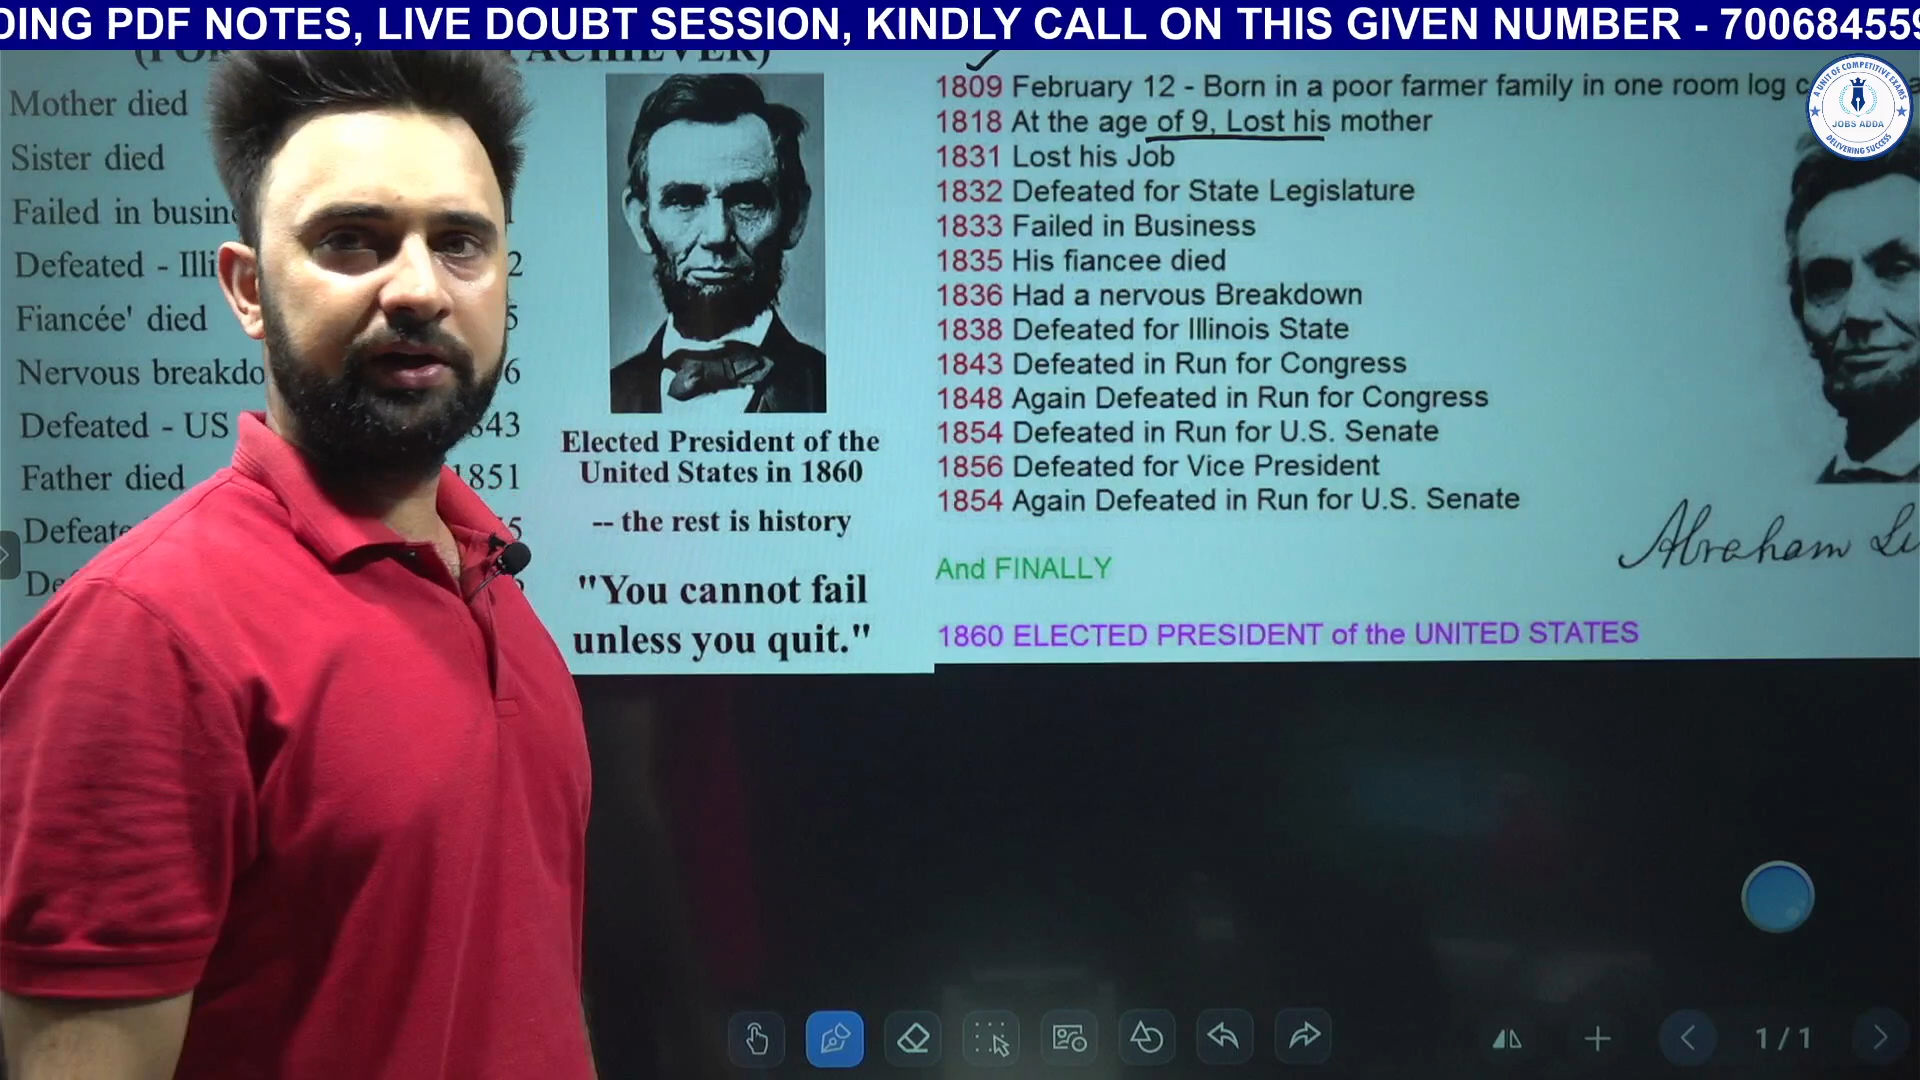 PDF NOTES, LIVE DOUBT SESSION, KINDLY CALL ON THIS GIVEN NUMBER -
ACHIEVER)
Mother died
Sister died
Failed in
Defeated -
Fiancée' died
Nervous
Defeated - US
Father died 1851
Elected President of the
United States in 1860
-- the rest is history
"You cannot fail
unless you quit."
1809 February 12 - Born in a poor farmer family in one room log
1818 At the age of 9, Lost his mother
1831 Lost his Job
1832 Defeated for State Legislature
1833 Failed in Business
1835 His fiancee died
1836 Had a nervous Breakdown
1838 Defeated for Illinois State
1843 Defeated in Run for Congress
1848 Again Defeated in Run for Congress
1854 Defeated in Run for U.S. Senate
1856 Defeated for Vice President
1854 Again Defeated in Run for U.S. Senate
And FINALLY
1860 ELECTED PRESIDENT of the UNITED STATES
Abraham
A UNIT OF COMPETITIVE EXAMS
JOBS ADDA
DELIVERING SUCCESS
1 / 1